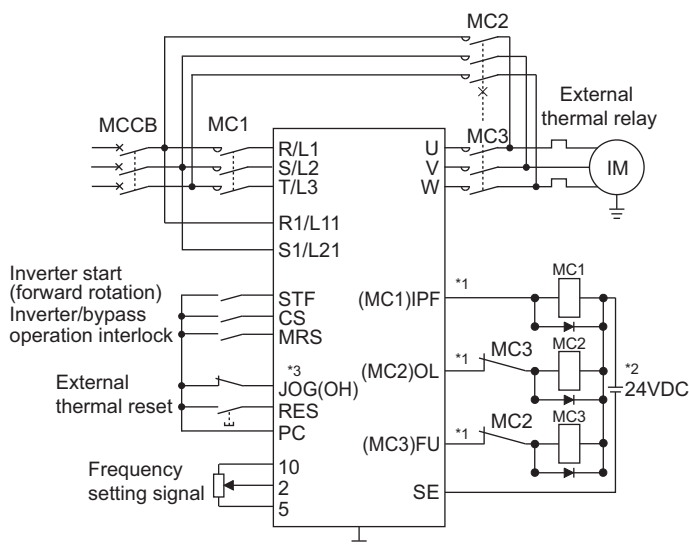 MC2
External
thermal relay
MCCB
MC1
MC3
R/L1
S/L2
T/L3
R1/L11
S1/L21
U
V
W
IM
Inverter start
(forward rotation)
Inverter/bypass
operation interlock
STF
CS
MRS
*3
JOG(OH)
RES
PC
External
thermal reset
Frequency
setting signal
10
2
5
(MC1)IPF
*1
MC1
(MC2)OL
*1
MC3
MC2
*2
24VDC
(MC3)FU
*1
MC2
MC3
SE